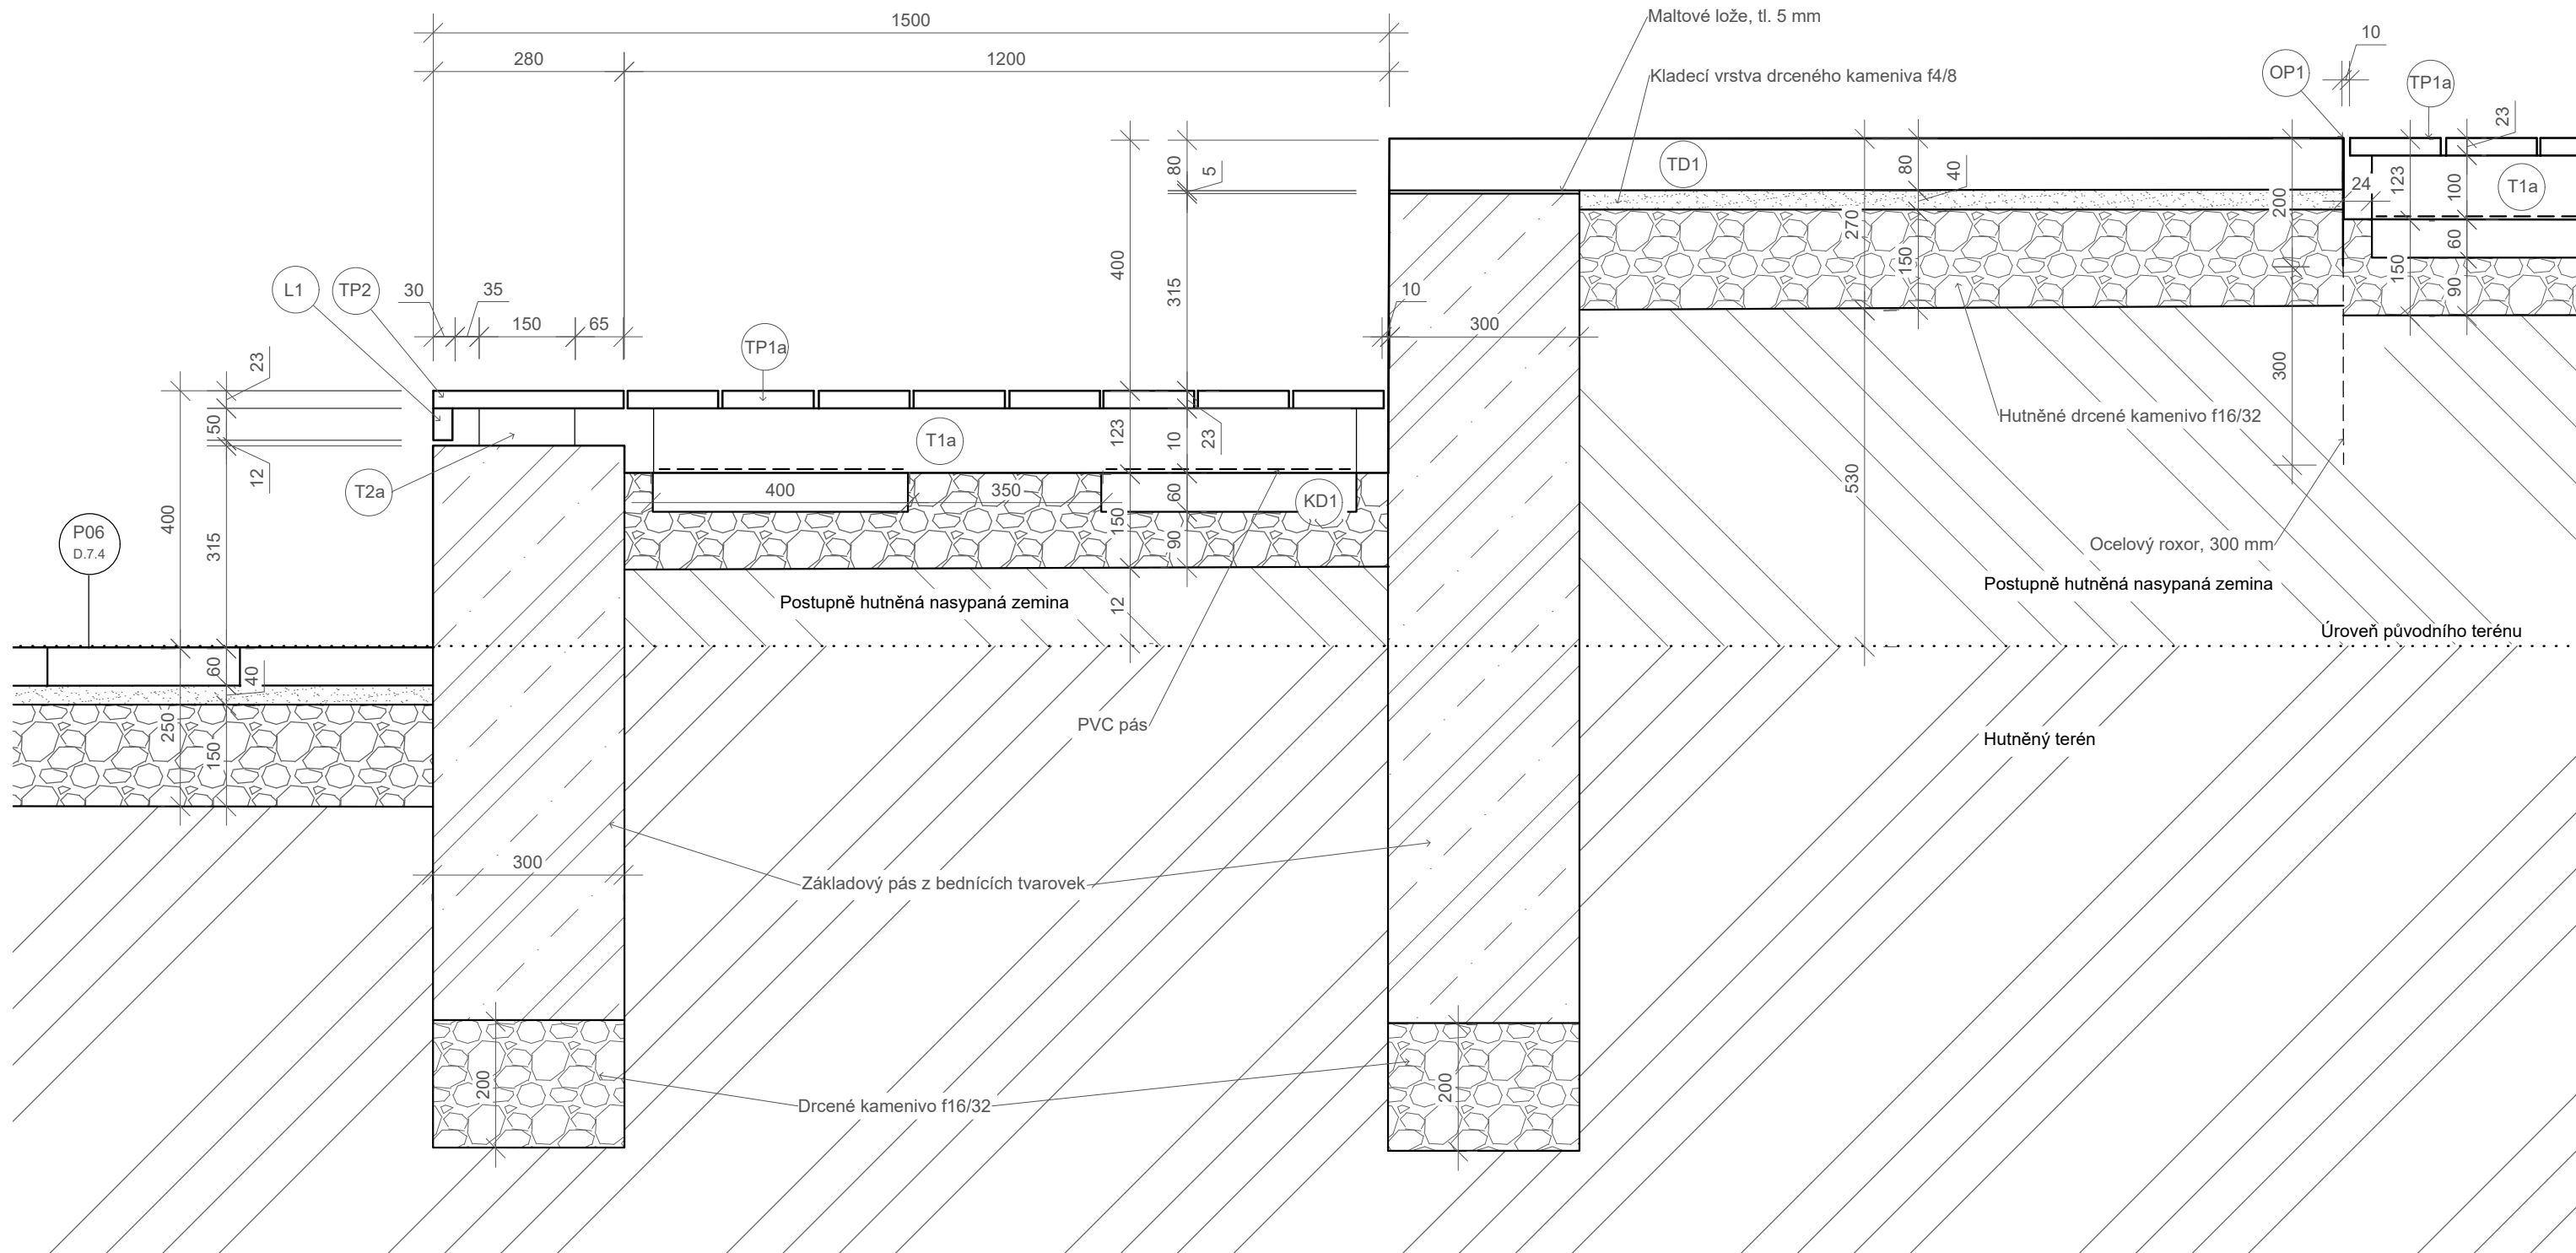 1500
Maltové lože, tl. 5 mm
10
280
1200
Kladecí vrstva drceného kameniva f4/8
OP1
TP1a
23
80
5
TD1
80
40
24
123
100
T1a
200
400
315
270
150
60
150
90
L1
TP2
30
35
150
65
TP1a
10
300
300
23
50
12
400
315
T2a
T1a
123
10
23
Hutněné drcené kamenivo f16/32
400
350
60
KD1
150
90
530
P06
D.7.4
Ocelový roxor, 300 mm
Postupně hutněná nasypaná zemina
Postupně hutněná nasypaná zemina
12
Úroveň původního terénu
60
40
250
150
PVC pás
Hutněný terén
300
Základový pás z bednících tvarovek
200
Drcené kamenivo f16/32
200